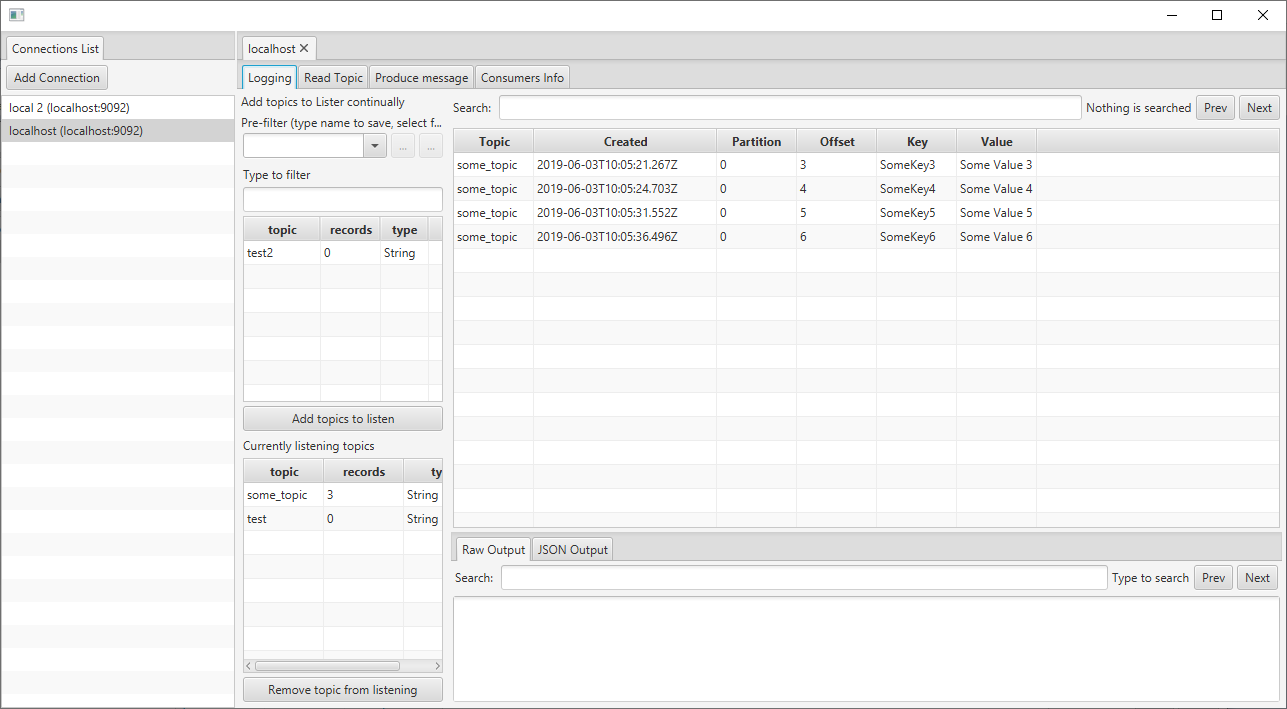 Connections List
Add Connection
local 2 (localhost:9092)
localhost (localhost:9092)
localhost
Logging Read Topic Produce message Consumers Info
Add topics to Lister continually
Pre-filter (type name to save, select f...
... ...
Type to filter
topic records type
test2 0 String
Add topics to listen
Currently listening topics
topic records ty
some_topic 3 String
test 0 String
Remove topic from listening
Search: Nothing is searched Prev Next
Topic Created Partition Offset Key Value
some_topic 2019-06-03T10:05:21.267Z 0 3 SomeKey3 Some Value 3
some_topic 2019-06-03T10:05:24.703Z 0 4 SomeKey4 Some Value 4
some_topic 2019-06-03T10:05:31.552Z 0 5 SomeKey5 Some Value 5
some_topic 2019-06-03T10:05:36.496Z 0 6 SomeKey6 Some Value 6
Raw Output JSON Output
Search: Type to search Prev Next